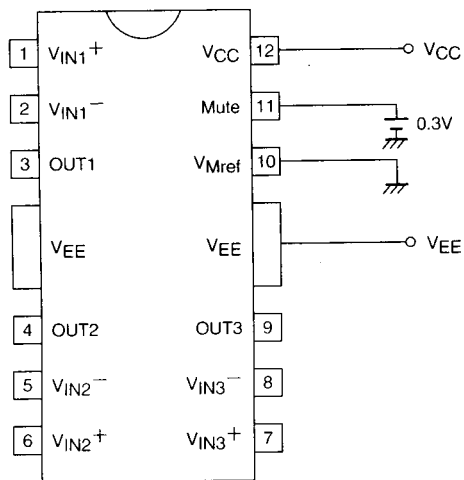 1 VIN1+ VCC 12 VCC
2 VIN1− Mute 11 0.3V
3 OUT1 VMref 10
VEE VEE VEE
4 OUT2 OUT3 9
5 VIN2− VIN3− 8
6 VIN2+ VIN3+ 7